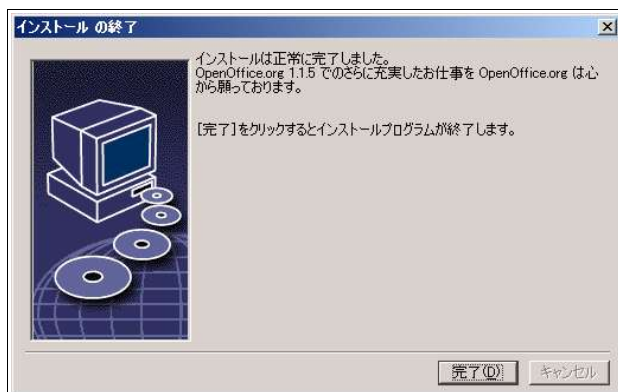 インストール の終了
インストールは正常に完了しました。
OpenOffice.org 1.1.5 でのさらに充実したお仕事を OpenOffice.org は心
から願っております。
[完了]をクリックするとインストールプログラムが終了します。
完了(D) キャンセル